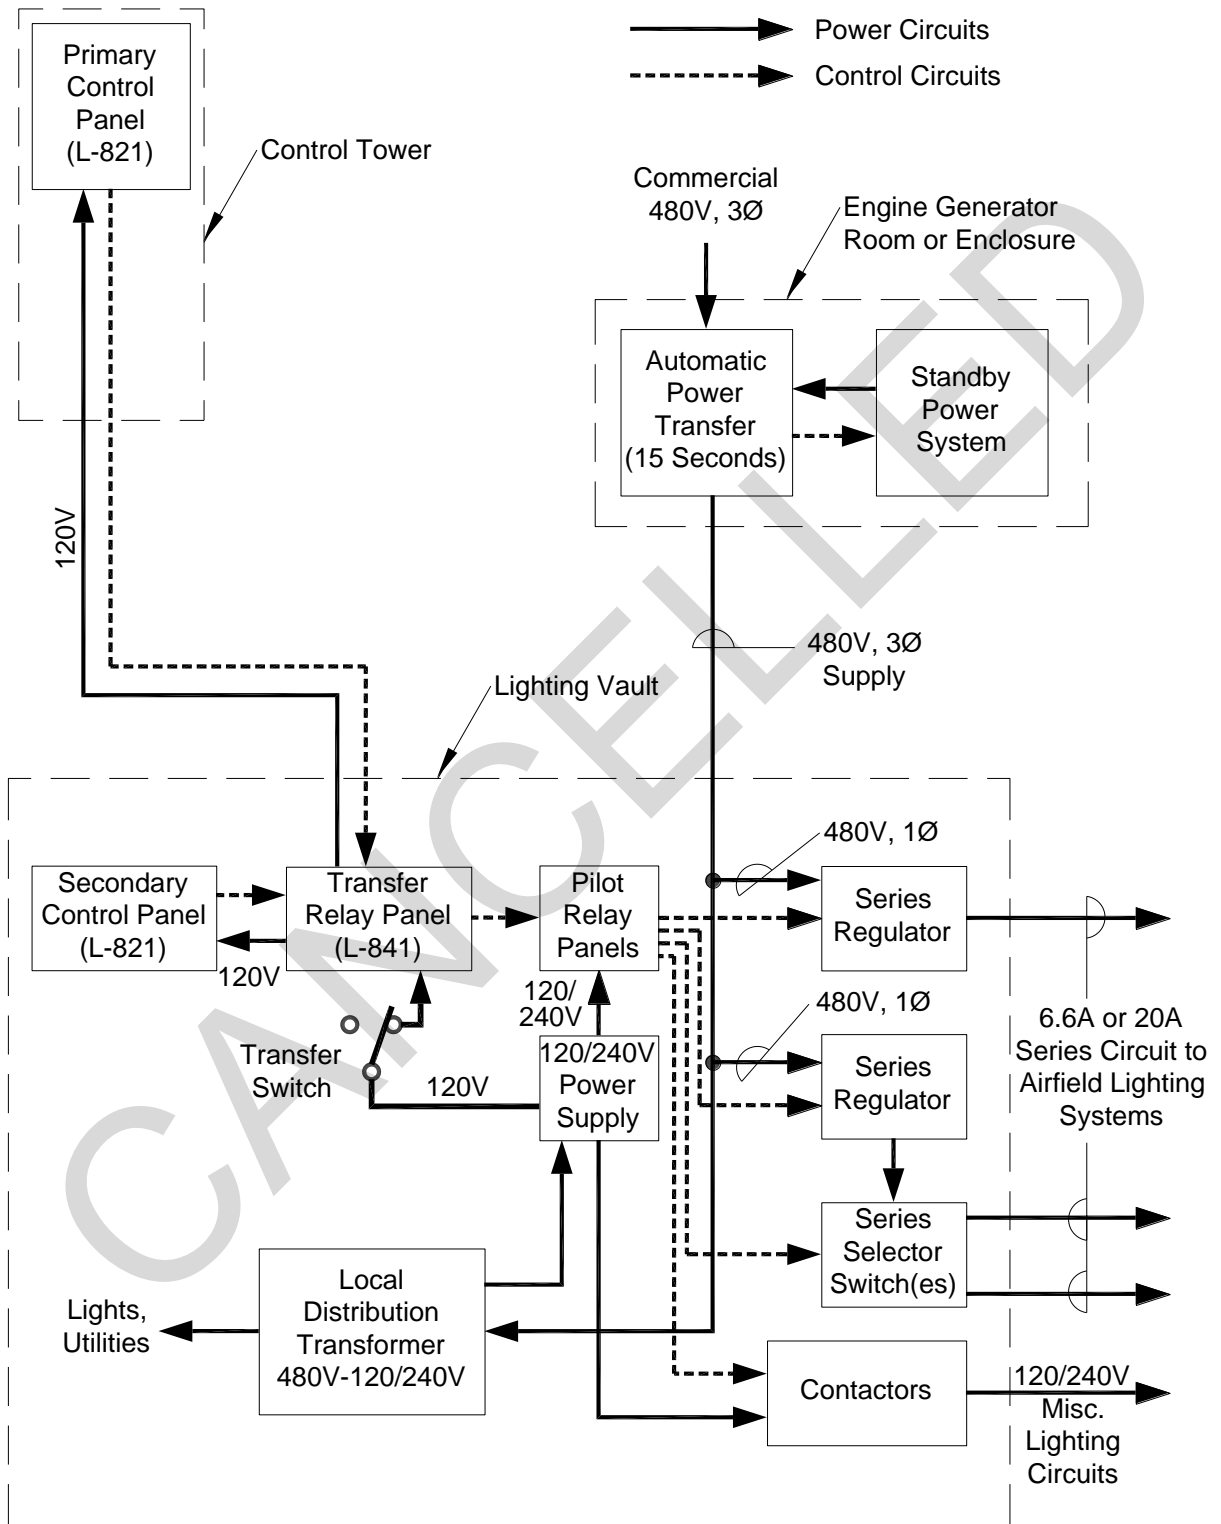 Power Circuits
Control Circuits
Primary
Control
Panel
(L-821)
Control Tower
Commercial
480V, 3Ø
Engine Generator
Room or Enclosure
Automatic
Power
Transfer
(15 Seconds)
Standby
Power
System
120V
480V, 3Ø
Supply
Lighting Vault
480V, 1Ø
Secondary
Control Panel
(L-821)
Transfer
Relay Panel
(L-841)
Pilot
Relay
Panels
Series
Regulator
120V
120/
240V
480V, 1Ø
Transfer
Switch
120V
120/240V
Power
Supply
Series
Regulator
6.6A or 20A
Series Circuit to
Airfield Lighting
Systems
Series
Selector
Switch(es)
Lights,
Utilities
Local
Distribution
Transformer
480V-120/240V
Contactors
120/240V
Misc.
Lighting
Circuits
CANCELLED